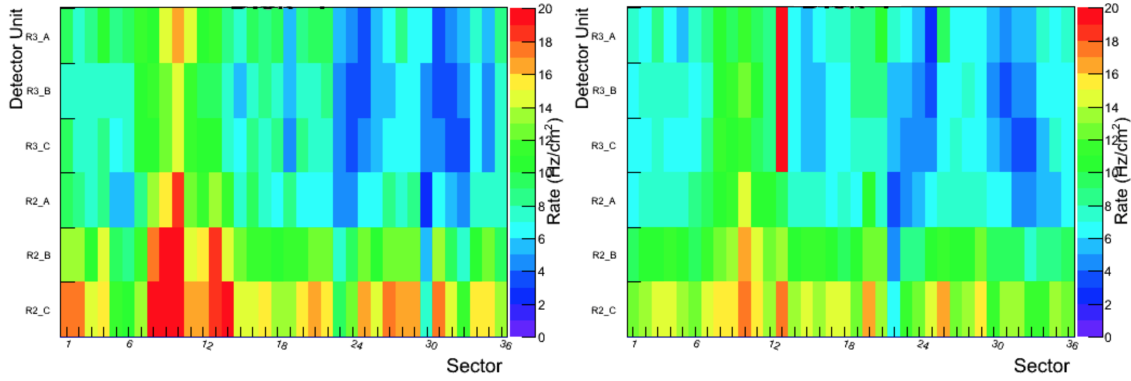 Detector Unit
R3_A
R3_B
R3_C
R2_A
R2_B
R2_C
1 6 12 18 24 30 36
Sector
20
18
16
14
12
10
8
6
4
2
0
Rate (Hz/cm²)
Detector Unit
R3_A
R3_B
R3_C
R2_A
R2_B
R2_C
1 6 12 18 24 30 36
Sector
20
18
16
14
12
10
8
6
4
2
0
Rate (Hz/cm²)